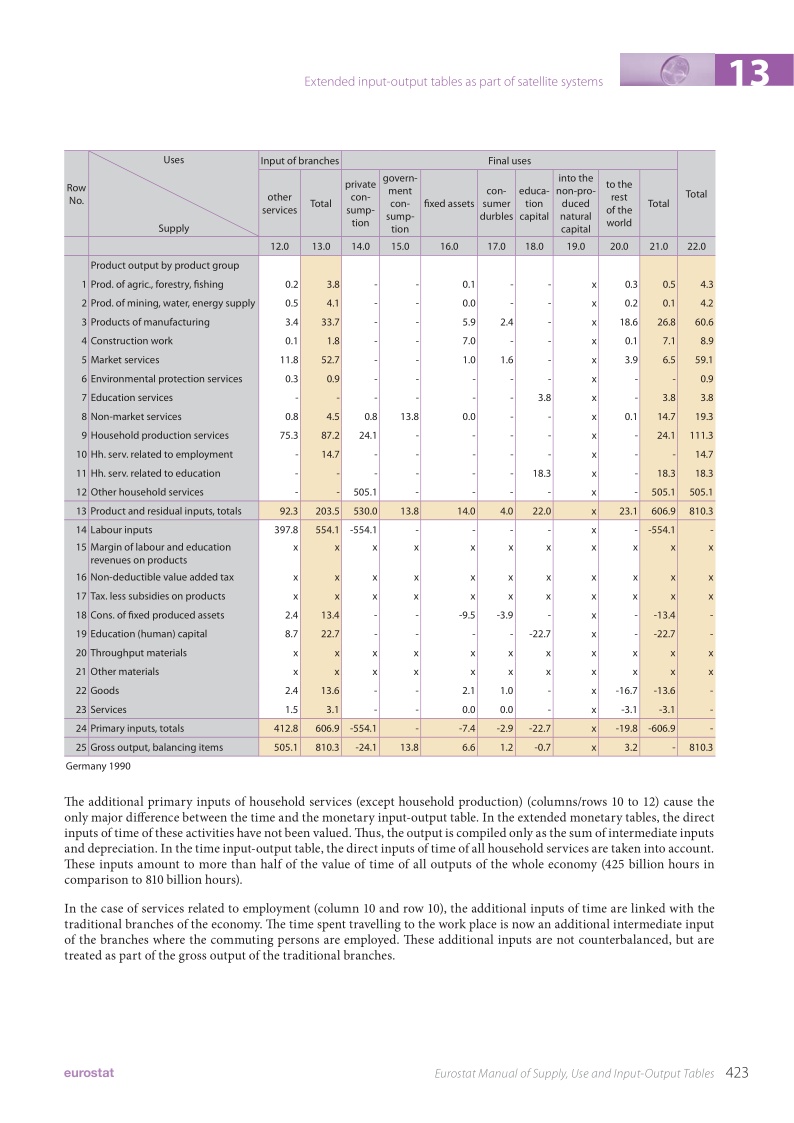 Extended input-output tables as part of satellite systems
13
Uses Input of branches Final uses
Row No. Supply other services Total private con-sump-tion govern-ment con-sump-tion fixed assets con-sumer durbles educa-tion capital into the non-pro-duced natural capital to the rest of the world Total Total
12.0 13.0 14.0 15.0 16.0 17.0 18.0 19.0 20.0 21.0 22.0
Product output by product group
1 Prod. of agric., forestry, fishing 0.2 3.8 - - 0.1 - - x 0.3 0.5 4.3
2 Prod. of mining, water, energy supply 0.5 4.1 - - 0.0 - - x 0.2 0.1 4.2
3 Products of manufacturing 3.4 33.7 - - 5.9 2.4 - x 18.6 26.8 60.6
4 Construction work 0.1 1.8 - - 7.0 - - x 0.1 7.1 8.9
5 Market services 11.8 52.7 - - 1.0 1.6 - x 3.9 6.5 59.1
6 Environmental protection services 0.3 0.9 - - - - - x - - 0.9
7 Education services - - - - - - 3.8 x - 3.8 3.8
8 Non-market services 0.8 4.5 0.8 13.8 0.0 - - x 0.1 14.7 19.3
9 Household production services 75.3 87.2 24.1 - - - - x - 24.1 111.3
10 Hh. serv. related to employment - 14.7 - - - - - x - - 14.7
11 Hh. serv. related to education - - - - - - 18.3 x - 18.3 18.3
12 Other household services - - 505.1 - - - - x - 505.1 505.1
13 Product and residual inputs, totals 92.3 203.5 530.0 13.8 14.0 4.0 22.0 x 23.1 606.9 810.3
14 Labour inputs 397.8 554.1 -554.1 - - - - x - -554.1 -
15 Margin of labour and education
revenues on products x x x x x x x x x x x
16 Non-deductible value added tax x x x x x x x x x x x
17 Tax. less subsidies on products x x x x x x x x x x x
18 Cons. of fixed produced assets 2.4 13.4 - - -9.5 -3.9 - x - -13.4 -
19 Education (human) capital 8.7 22.7 - - - - -22.7 x - -22.7 -
20 Throughput materials x x x x x x x x x x x
21 Other materials x x x x x x x x x x x
22 Goods 2.4 13.6 - - 2.1 1.0 - x -16.7 -13.6 -
23 Services 1.5 3.1 - - 0.0 0.0 - x -3.1 -3.1 -
24 Primary inputs, totals 412.8 606.9 -554.1 - -7.4 -2.9 -22.7 x -19.8 -606.9 -
25 Gross output, balancing items 505.1 810.3 -24.1 13.8 6.6 1.2 -0.7 x 3.2 - 810.3
Germany 1990
The additional primary inputs of household services (except household production) (columns/rows 10 to 12) cause the
only major difference between the time and the monetary input-output table. In the extended monetary tables, the direct
inputs of time of these activities have not been valued. Thus, the output is compiled only as the sum of intermediate inputs
and depreciation. In the time input-output table, the direct inputs of time of all household services are taken into account.
These inputs amount to more than half of the value of time of all outputs of the whole economy (425 billion hours in
comparison to 810 billion hours).
In the case of services related to employment (column 10 and row 10), the additional inputs of time are linked with the
traditional branches of the economy. The time spent travelling to the work place is now an additional intermediate input
of the branches where the commuting persons are employed. These additional inputs are not counterbalanced, but are
treated as part of the gross output of the traditional branches.
eurostat Eurostat Manual of Supply, Use and Input-Output Tables 423